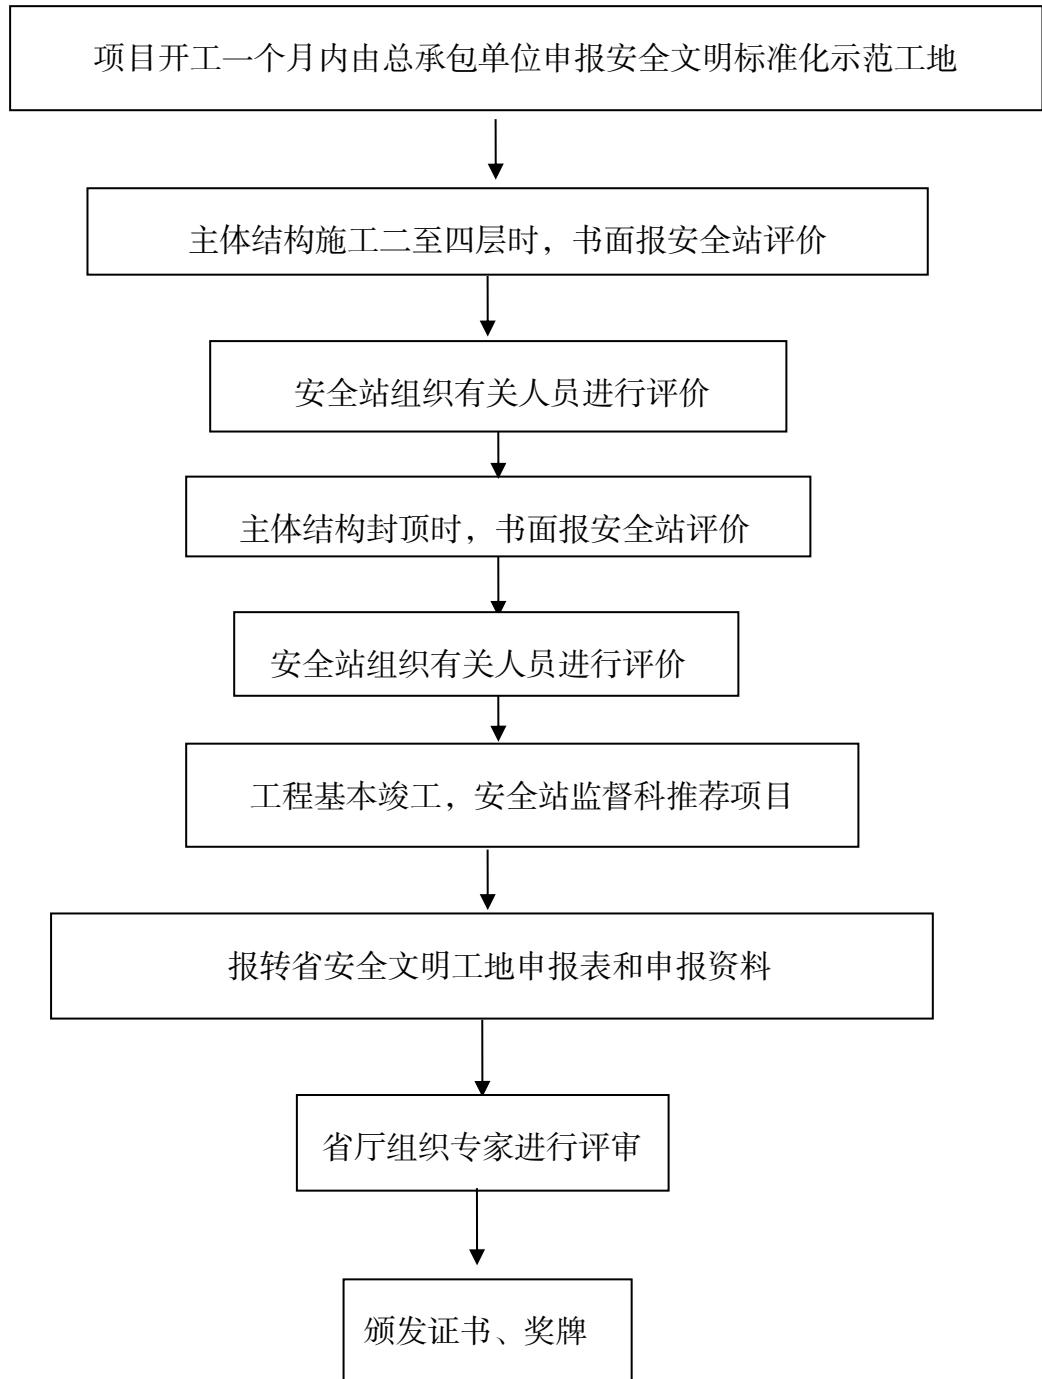 项目开工一个月内由总承包单位申报安全文明标准化示范工地
主体结构施工二至四层时，书面报安全站评价
安全站组织有关人员进行评价
主体结构封顶时，书面报安全站评价
安全站组织有关人员进行评价
工程基本竣工，安全站监督科推荐项目
报转省安全文明工地申报表和申报资料
省厅组织专家进行评审
颁发证书、奖牌